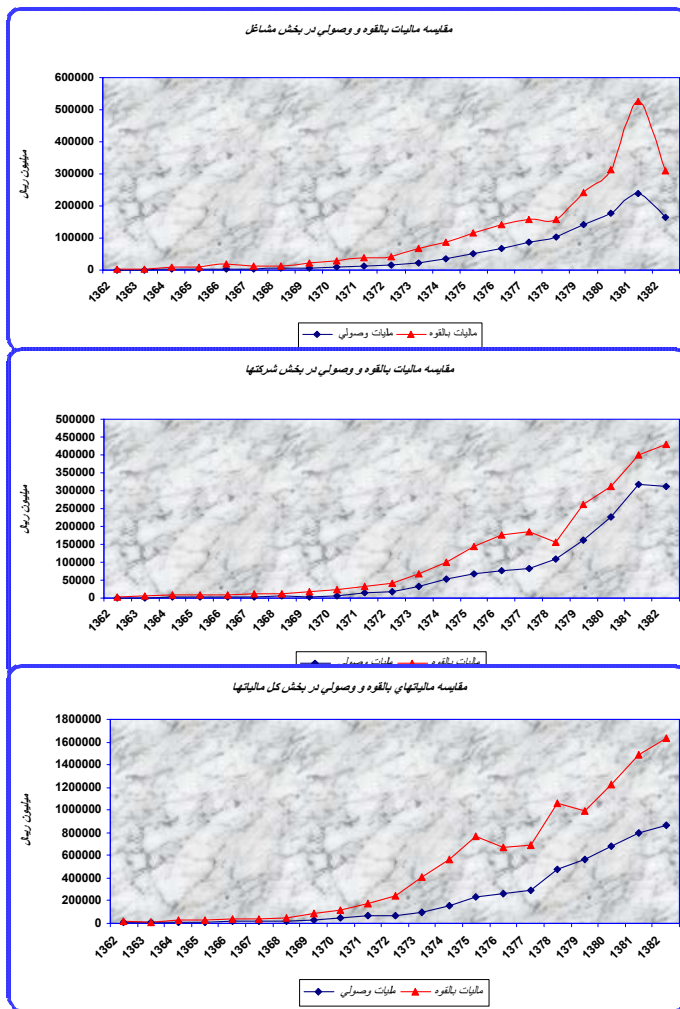 مقايسه ماليات بالقوه و وصولي در بخش مشاغل
ميليون ريال
600000
500000
400000
300000
200000
100000
0
1362 1363 1364 1365 1366 1367 1368 1369 1370 1371 1372 1373 1374 1375 1376 1377 1378 1379 1380 1381 1382
ماليات وصولي ماليات بالقوه
مقايسه ماليات بالقوه و وصولي در بخش شركتها
ميليون ريال
500000
450000
400000
350000
300000
250000
200000
150000
100000
50000
0
1362 1363 1364 1365 1366 1367 1368 1369 1370 1371 1372 1373 1374 1375 1376 1377 1378 1379 1380 1381 1382
ماليات وصولي ماليات بالقوه
مقايسه مالياتهاي بالقوه و وصولي در بخش كل مالياتها
ميليون ريال
1800000
1600000
1400000
1200000
1000000
800000
600000
400000
200000
0
1362 1363 1364 1365 1366 1367 1368 1369 1370 1371 1372 1373 1374 1375 1376 1377 1378 1379 1380 1381 1382
ماليات وصولي ماليات بالقوه